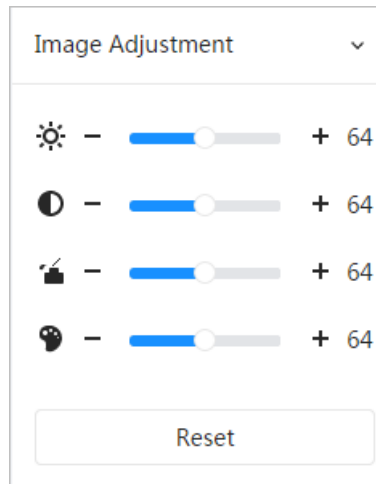 Image Adjustment
− + 64
− + 64
− + 64
− + 64
Reset